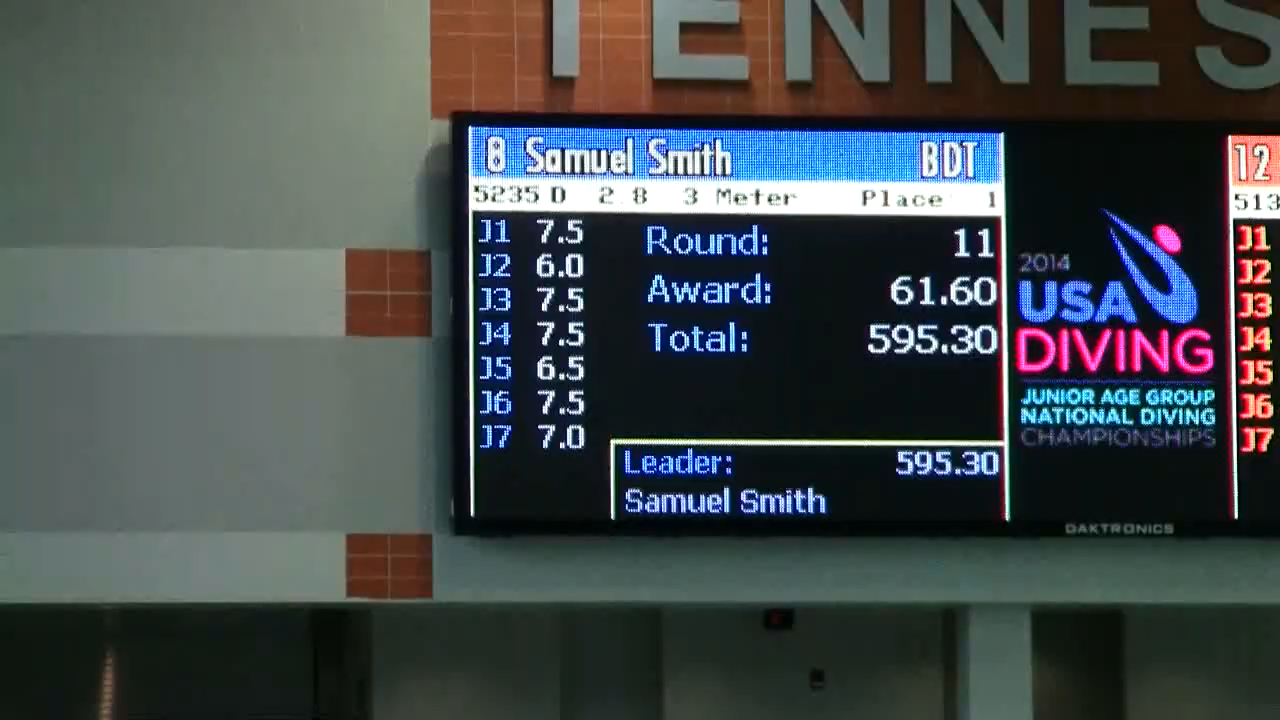 TENNES
8 Samuel Smith BDT
5235 D 2.8 3 Meter Place 1
J1 7.5
J2 6.0
J3 7.5
J4 7.5
J5 6.5
J6 7.5
J7 7.0
Round: 11
Award: 61.60
Total: 595.30
Leader: 595.30
Samuel Smith
2014
USA
DIVING
JUNIOR AGE GROUP
NATIONAL DIVING
CHAMPIONSHIPS
12
513
J1
J2
J3
J4
J5
J6
J7
DAKTRONICS